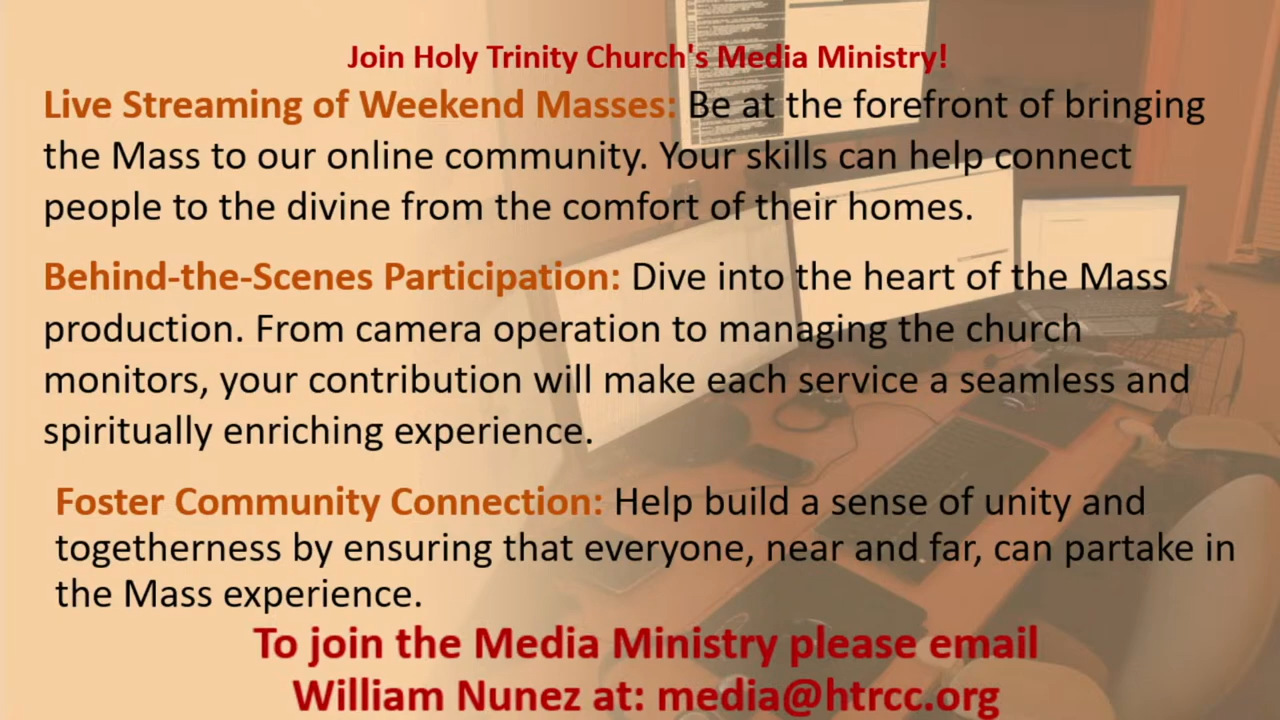 Join Holy Trinity Church's Media Ministry!
Live Streaming of Weekend Masses: Be at the forefront of bringing
the Mass to our online community. Your skills can help connect
people to the divine from the comfort of their homes.
Behind-the-Scenes Participation: Dive into the heart of the Mass
production. From camera operation to managing the church
monitors, your contribution will make each service a seamless and
spiritually enriching experience.
Foster Community Connection: Help build a sense of unity and
togetherness by ensuring that everyone, near and far, can partake in
the Mass experience.
To join the Media Ministry please email
William Nunez at: media@htrcc.org